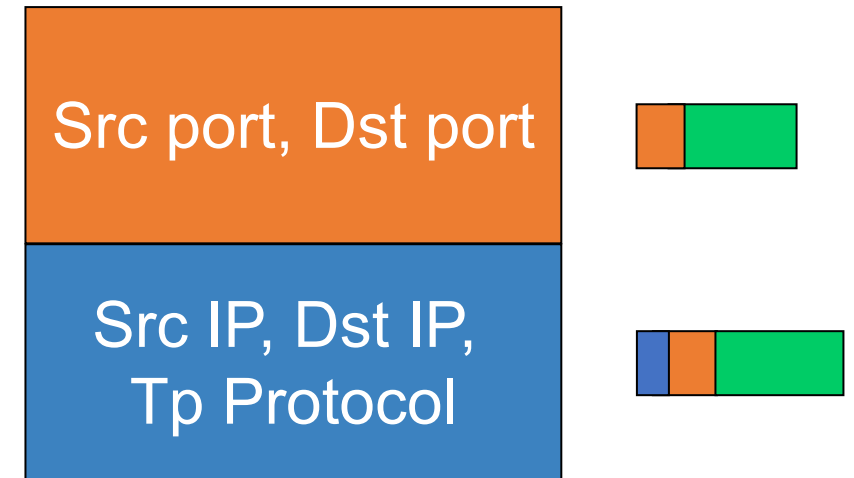 Src port, Dst port
Src IP, Dst IP,
Tp Protocol